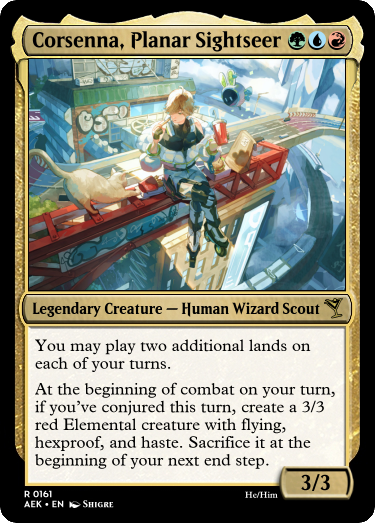 Corsenna, Planar Sightseer
Legendary Creature — Human Wizard Scout
You may play two additional lands on
each of your turns.
At the beginning of combat on your turn,
if you've conjured this turn, create a 3/3
red Elemental creature with flying,
hexproof, and haste. Sacrifice it at the
beginning of your next end step.
3/3
R 0161
AEK • EN Shigre
He/Him